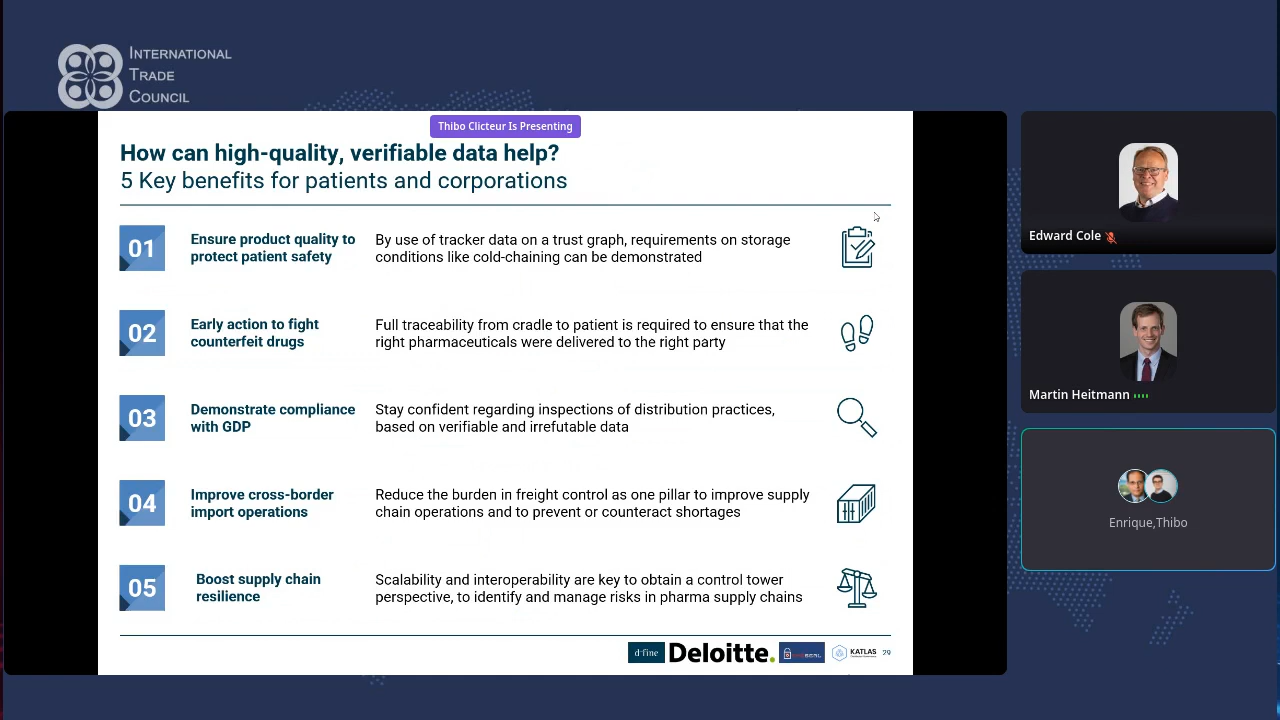 INTERNATIONAL
TRADE
COUNCIL
Thibo Clicteur Is Presenting
How can high-quality, verifiable data help?
5 Key benefits for patients and corporations
01
Ensure product quality to
protect patient safety
By use of tracker data on a trust graph, requirements on storage
conditions like cold-chaining can be demonstrated
02
Early action to fight
counterfeit drugs
Full traceability from cradle to patient is required to ensure that the
right pharmaceuticals were delivered to the right party
03
Demonstrate compliance
with GDP
Stay confident regarding inspections of distribution practices,
based on verifiable and irrefutable data
04
Improve cross-border
import operations
Reduce the burden in freight control as one pillar to improve supply
chain operations and to prevent or counteract shortages
05
Boost supply chain
resilience
Scalability and interoperability are key to obtain a control tower
perspective, to identify and manage risks in pharma supply chains
d-fine
Deloitte.
KATLAS
29
Edward Cole
Martin Heitmann
Enrique,Thibo